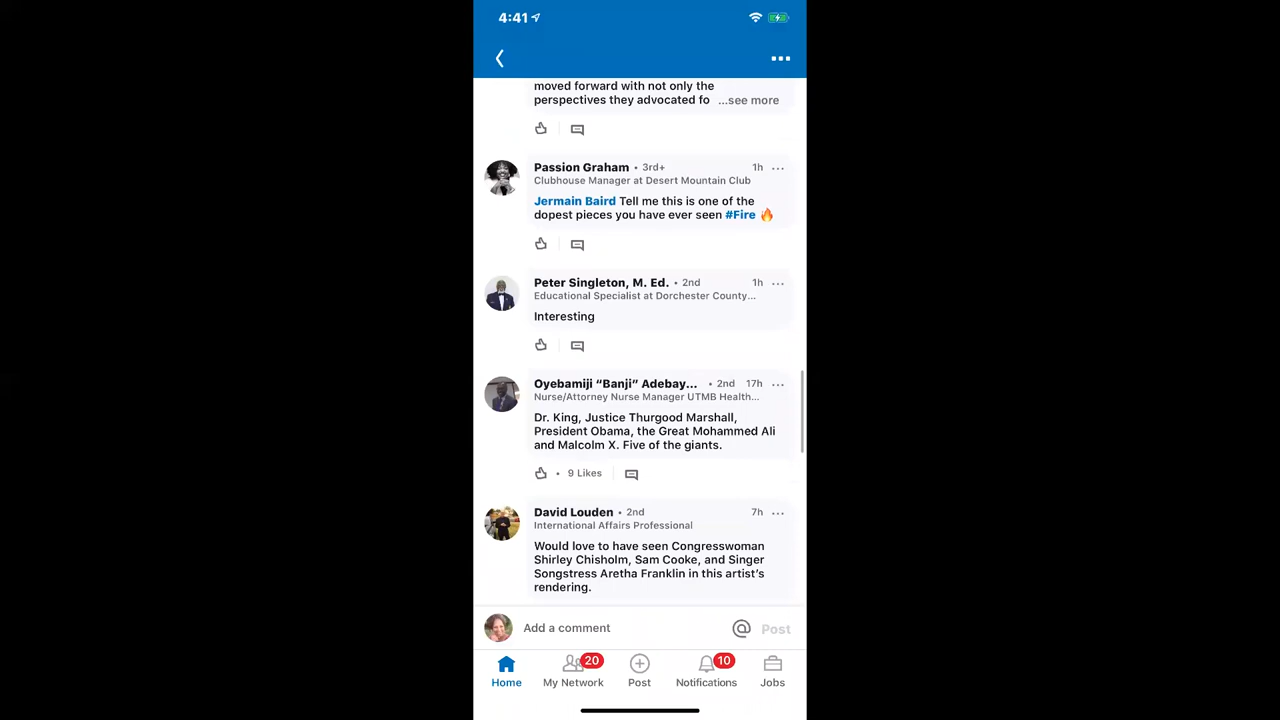 4:41
moved forward with not only the
perspectives they advocated fo ...see more
Passion Graham • 3rd+ 1h ...
Clubhouse Manager at Desert Mountain Club
Jermain Baird Tell me this is one of the
dopest pieces you have ever seen #Fire 🔥
Peter Singleton, M. Ed. • 2nd 1h ...
Educational Specialist at Dorchester County...
Interesting
Oyebamiji “Banji” Adebay... • 2nd 17h ...
Nurse/Attorney Nurse Manager UTMB Health...
Dr. King, Justice Thurgood Marshall,
President Obama, the Great Mohammed Ali
and Malcolm X. Five of the giants.
• 9 Likes
David Louden • 2nd 7h ...
International Affairs Professional
Would love to have seen Congresswoman
Shirley Chisholm, Sam Cooke, and Singer
Songstress Aretha Franklin in this artist’s
rendering.
Add a comment @ Post
20 10
Home My Network Post Notifications Jobs